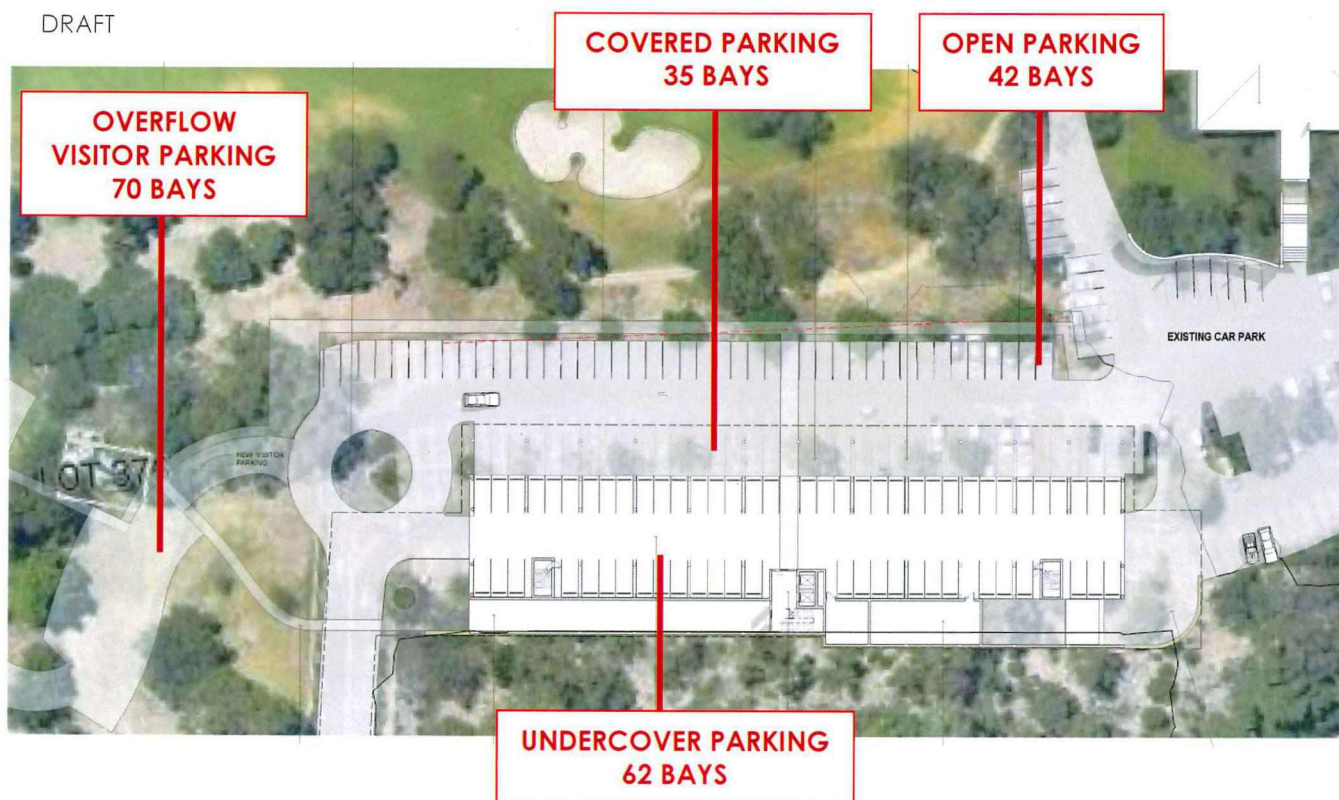 DRAFT
COVERED PARKING
35 BAYS
OPEN PARKING
42 BAYS
OVERFLOW
VISITOR PARKING
70 BAYS
EXISTING CAR PARK
NEW VISITOR
PARKING
LOT 37
UNDERCOVER PARKING
62 BAYS